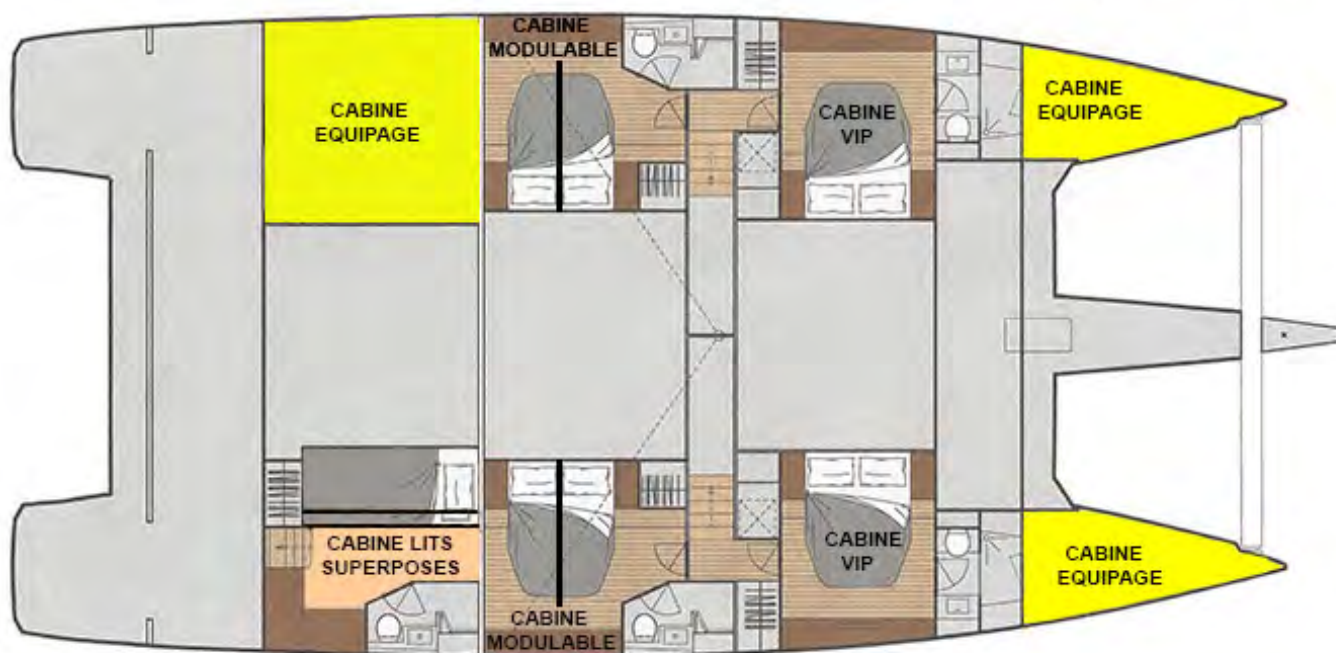 CABINE
MODULABLE
CABINE
EQUIPAGE
CABINE
VIP
CABINE
EQUIPAGE
CABINE LITS
SUPERPOSES
CABINE
MODULABLE
CABINE
VIP
CABINE
EQUIPAGE